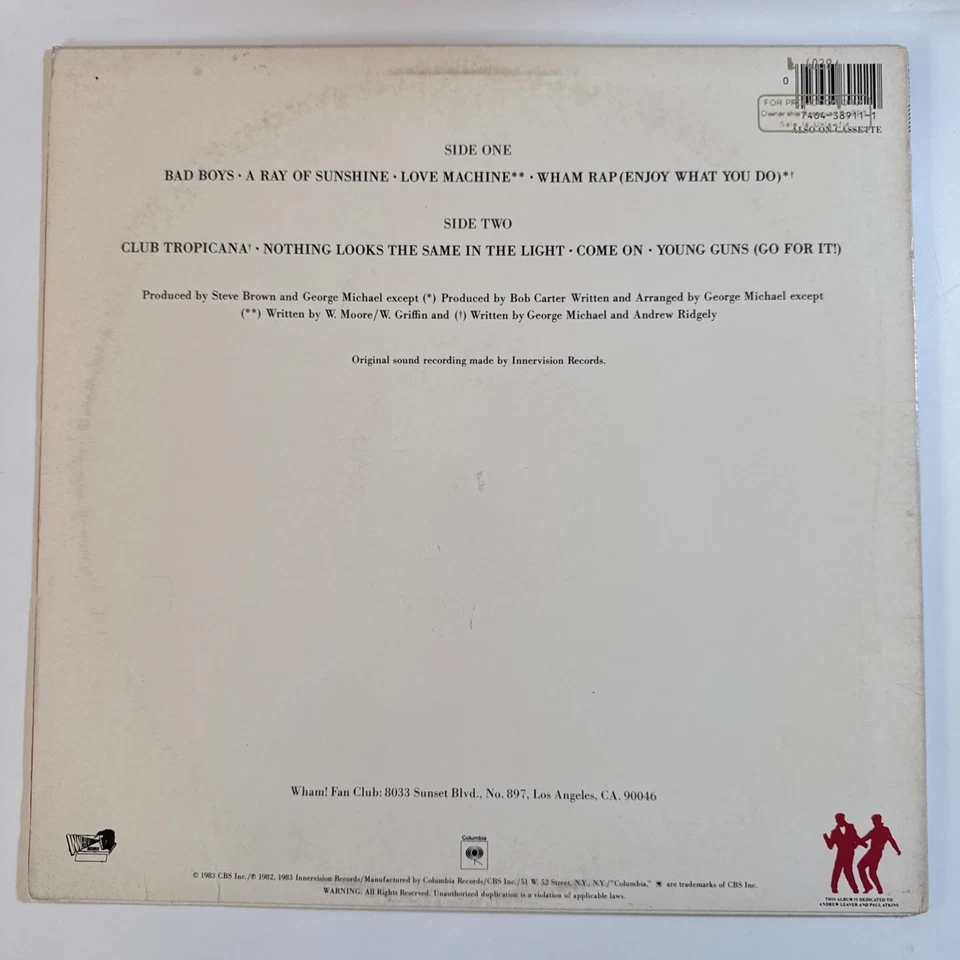 0
7464-38911-1
ALSO ON CASSETTE
FOR
Ownership
Sale is
SIDE ONE
BAD BOYS · A RAY OF SUNSHINE · LOVE MACHINE** · WHAM RAP (ENJOY WHAT YOU DO)*†
SIDE TWO
CLUB TROPICANA† · NOTHING LOOKS THE SAME IN THE LIGHT · COME ON · YOUNG GUNS (GO FOR IT!)
Produced by Steve Brown and George Michael except (*) Produced by Bob Carter Written and Arranged by George Michael except
(**) Written by W. Moore/W. Griffin and (†) Written by George Michael and Andrew Ridgely
Original sound recording made by Innervision Records.
Wham! Fan Club: 8033 Sunset Blvd., No. 897, Los Angeles, CA. 90046
Columbia
© 1983 CBS Inc./℗ 1982, 1983 Innervision Records/Manufactured by Columbia Records/CBS Inc./51 W. 52 Street, N.Y., N.Y./"Columbia," are trademarks of CBS Inc.
WARNING: All Rights Reserved. Unauthorized duplication is a violation of applicable laws.
THIS ALBUM IS DEDICATED TO
ANDREW LEAVER AND PAUL ATKINS